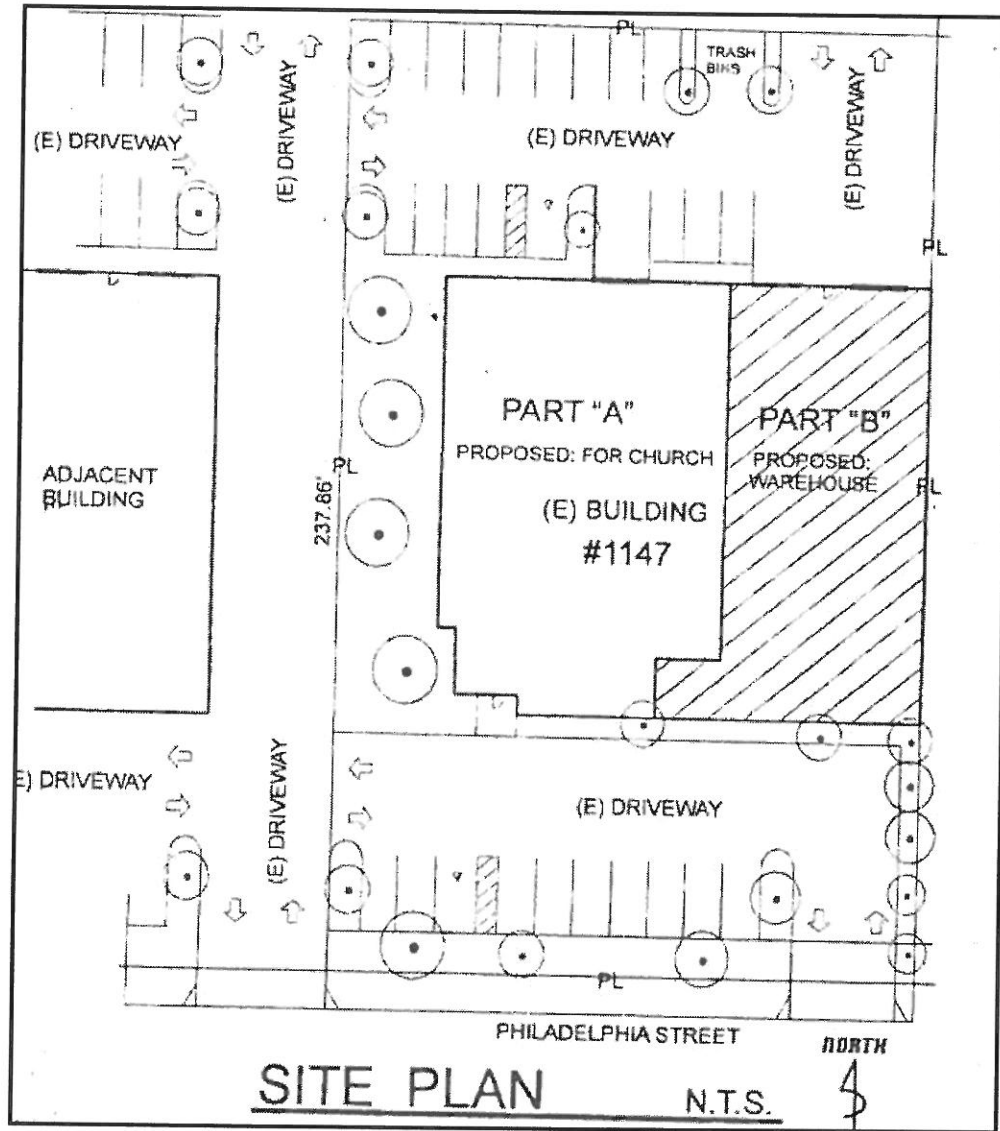 PL
TRASH
BINS
(E) DRIVEWAY
(E) DRIVEWAY
(E) DRIVEWAY
(E) DRIVEWAY
PL
PART "A"
PROPOSED: FOR CHURCH
(E) BUILDING
#1147
PART "B"
PROPOSED:
WAREHOUSE
ADJACENT
BUILDING
PL
PL
237.86'
E) DRIVEWAY
(E) DRIVEWAY
(E) DRIVEWAY
PL
PHILADELPHIA STREET
NORTH
SITE PLAN
N.T.S.